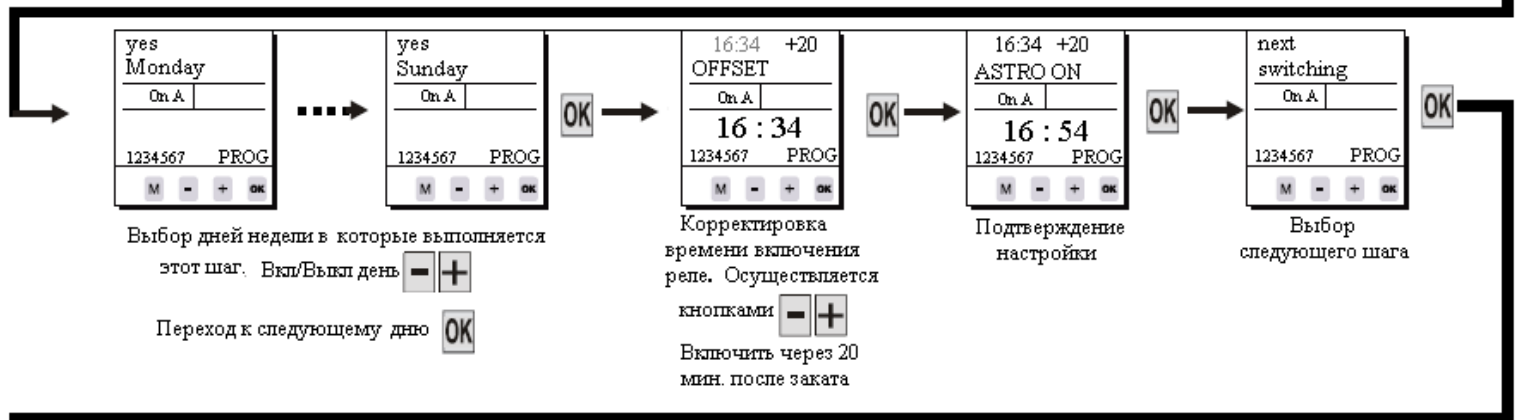 yes
Monday
On A
1234567 PROG
M - + OK
yes
Sunday
On A
1234567 PROG
M - + OK
OK
16:34 +20
OFFSET
On A
16 : 34
1234567 PROG
M - + OK
OK
16:34 +20
ASTRO ON
On A
16 : 54
1234567 PROG
M - + OK
OK
next
switching
On A
1234567 PROG
M - + OK
OK
Выбор дней недели в которые выполняется
этот шаг. Вкл/Выкл день - +
Переход к следующему дню OK
Корректировка
времени включения
реле. Осуществляется
кнопками - +
Включить через 20
мин. после заката
Подтверждение
настройки
Выбор
следующего шага